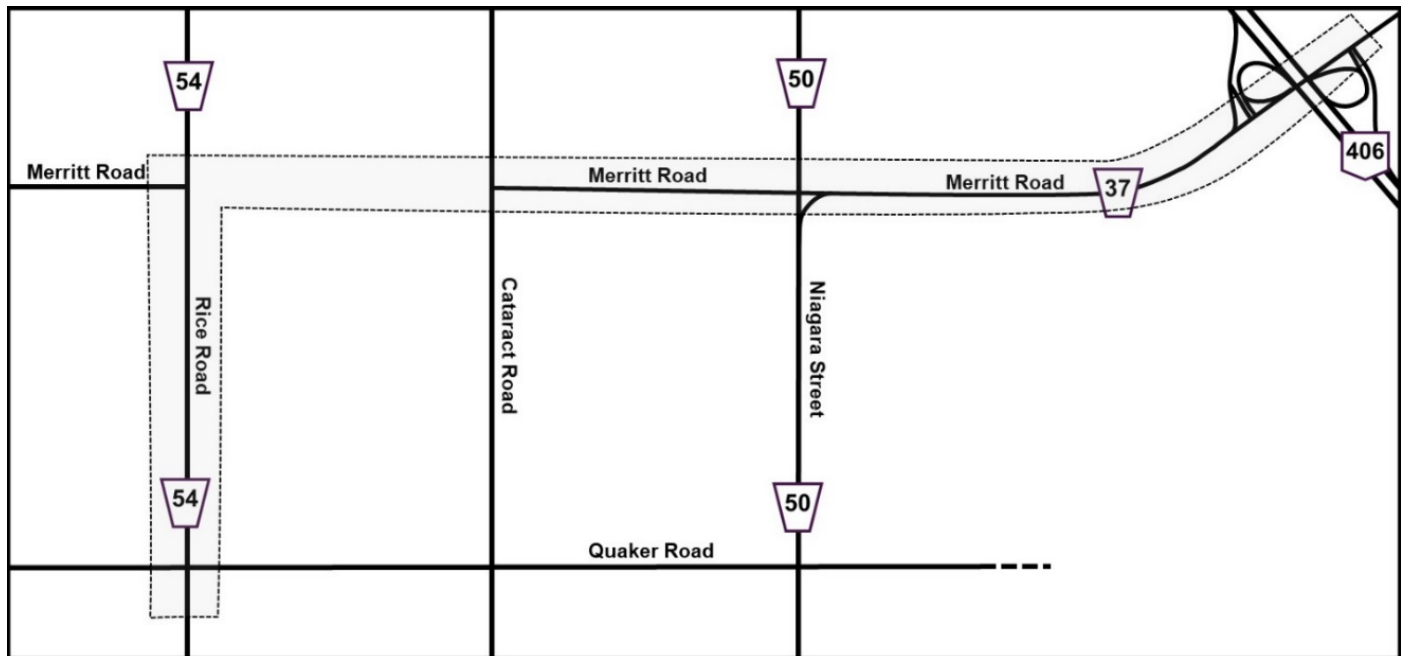 54
50
406
Merritt Road
Merritt Road
Merritt Road
37
Rice Road
Cataract Road
Niagara Street
54
50
Quaker Road